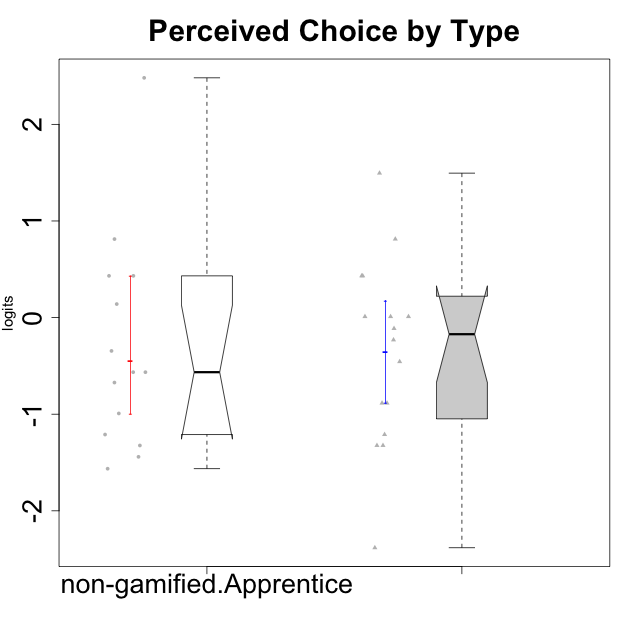 Perceived Choice by Type
2
1
0
-1
-2
logits
non-gamified.Apprentice